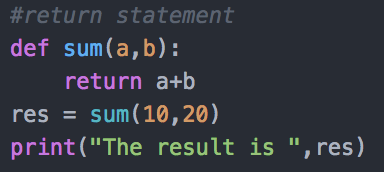 #return statement
def sum(a,b):
    return a+b
res = sum(10,20)
print("The result is ",res)